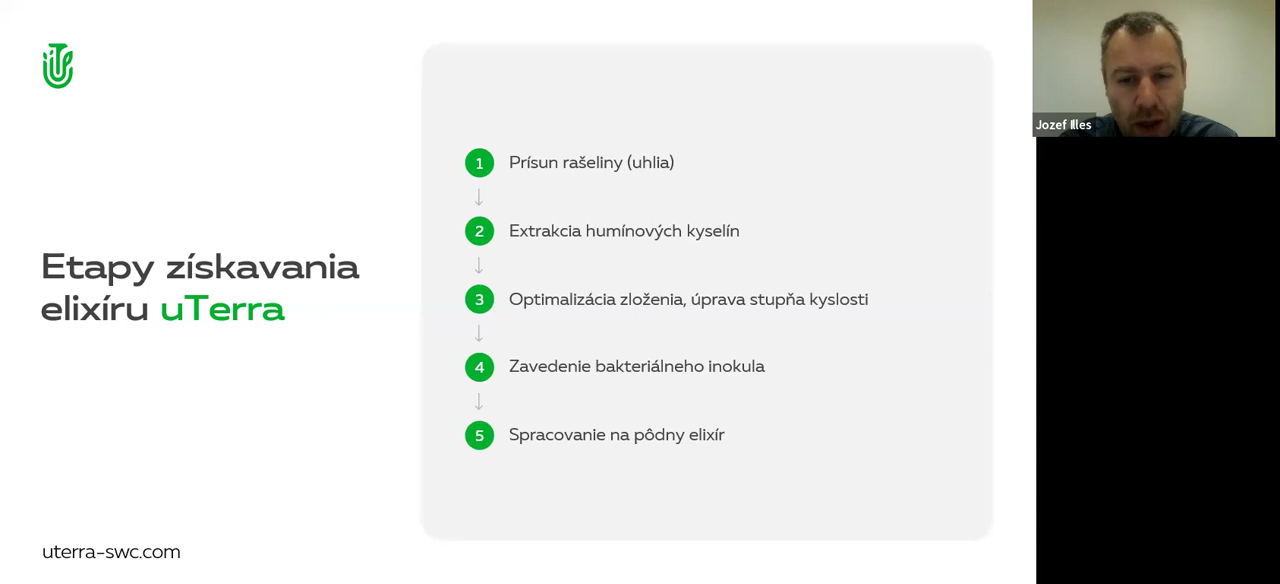 Etapy získavania
elixíru uTerra
1 Prísun rašeliny (uhlia)
2 Extrakcia humínových kyselín
3 Optimalizácia zloženia, úprava stupňa kyslosti
4 Zavedenie bakteriálneho inokula
5 Spracovanie na pôdny elixír
uterra-swc.com
Jozef Illes